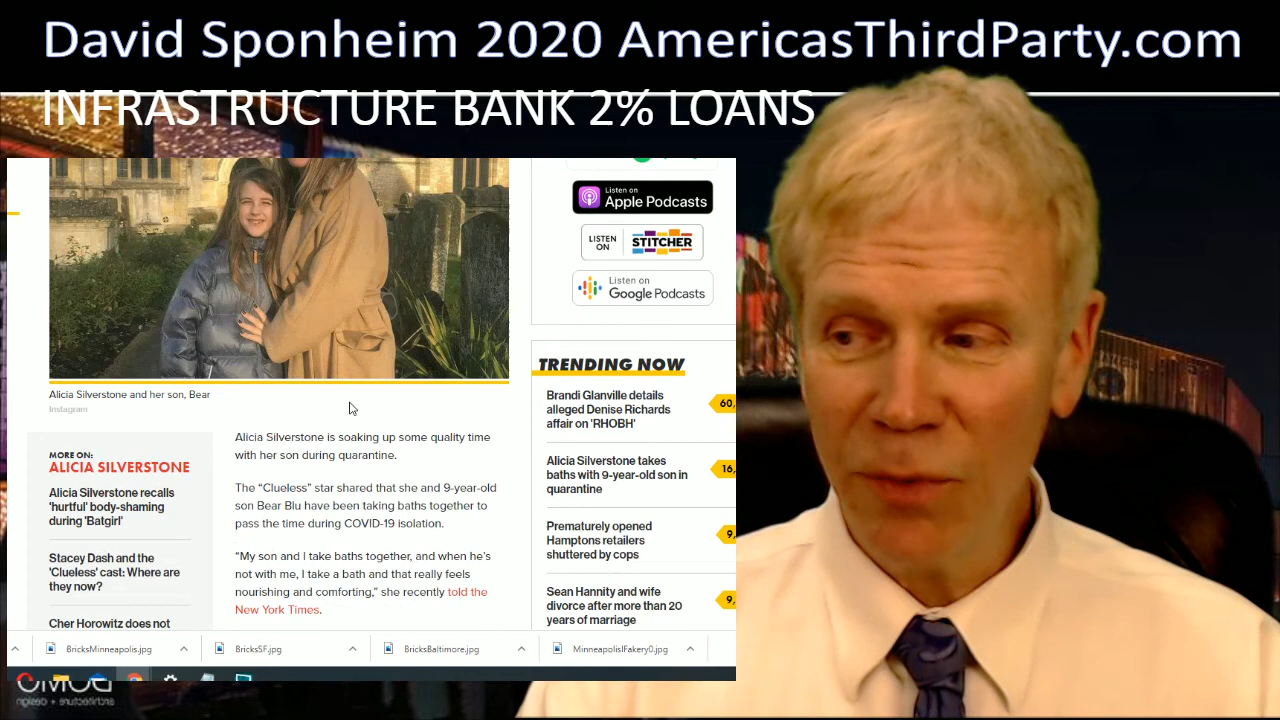 David Sponheim 2020 AmericasThirdParty.com
INFRASTRUCTURE BANK 2% LOANS
Alicia Silverstone and her son, Bear
Instagram
MORE ON:
ALICIA SILVERSTONE
Alicia Silverstone recalls
'hurtful' body-shaming
during 'Batgirl'
Stacey Dash and the
'Clueless' cast: Where are
they now?
Cher Horowitz does not
Alicia Silverstone is soaking up some quality time
with her son during quarantine.
The “Clueless” star shared that she and 9-year-old
son Bear Blu have been taking baths together to
pass the time during COVID-19 isolation.
“My son and I take baths together, and when he’s
not with me, I take a bath and that really feels
nourishing and comforting,” she recently told the
New York Times.
Listen on
Apple Podcasts
LISTEN
ON
STITCHER
Listen on
Google Podcasts
TRENDING NOW
Brandi Glanville details
alleged Denise Richards
affair on 'RHOBH'
60,
Alicia Silverstone takes
baths with 9-year-old son in
quarantine
16,
Prematurely opened
Hamptons retailers
shuttered by cops
9,
Sean Hannity and wife
divorce after more than 20
years of marriage
9,
BricksMinneapolis.jpg
BricksSF.jpg
BricksBaltimore.jpg
MinneapolisIFakery0.jpg
architecture + design